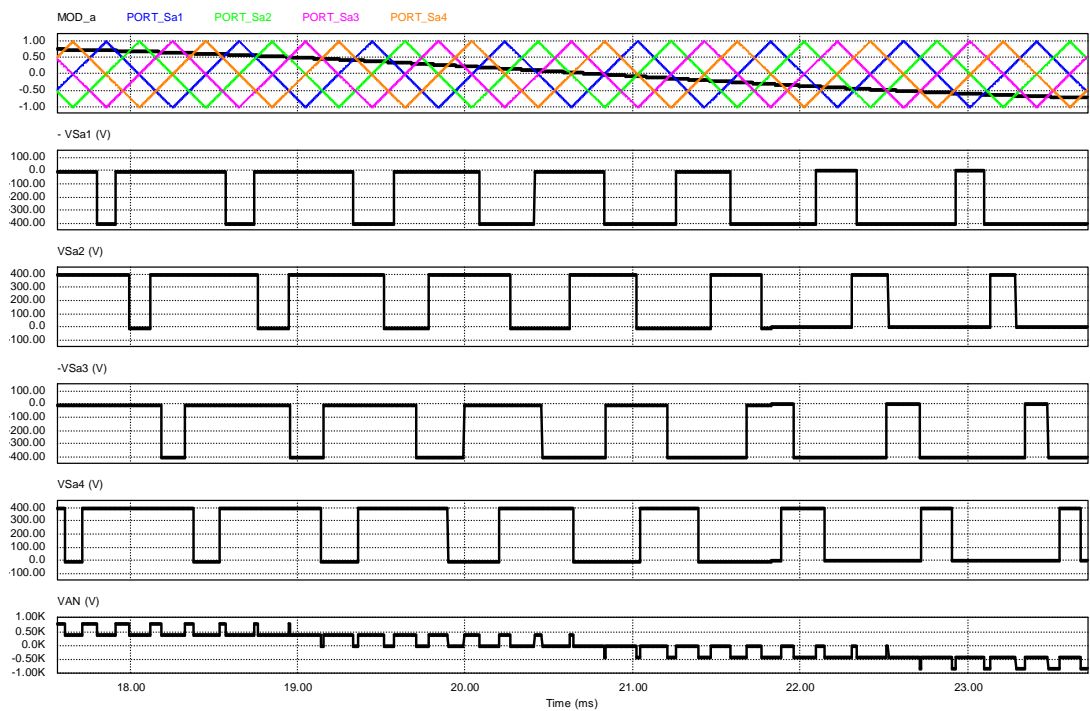 MOD_a PORT_Sa1 PORT_Sa2 PORT_Sa3 PORT_Sa4
1.00
0.50
0.0
-0.50
-1.00
- VSa1 (V)
100.00
0.0
-100.00
-200.00
-300.00
-400.00
VSa2 (V)
400.00
300.00
200.00
100.00
0.0
-100.00
-VSa3 (V)
100.00
0.0
-100.00
-200.00
-300.00
-400.00
VSa4 (V)
400.00
300.00
200.00
100.00
0.0
-100.00
VAN (V)
1.00K
0.50K
0.0K
-0.50K
-1.00K
18.00 19.00 20.00 21.00 22.00 23.00
Time (ms)